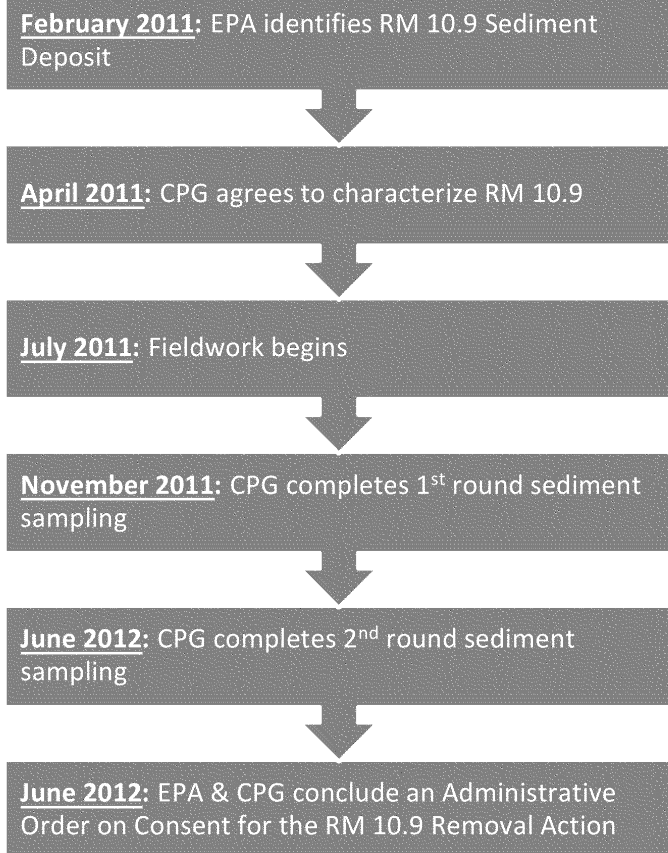 February 2011: EPA identifies RM 10.9 Sediment
Deposit
April 2011: CPG agrees to characterize RM 10.9
July 2011: Fieldwork begins
November 2011: CPG completes 1st round sediment
sampling
June 2012: CPG completes 2nd round sediment
sampling
June 2012: EPA & CPG conclude an Administrative
Order on Consent for the RM 10.9 Removal Action